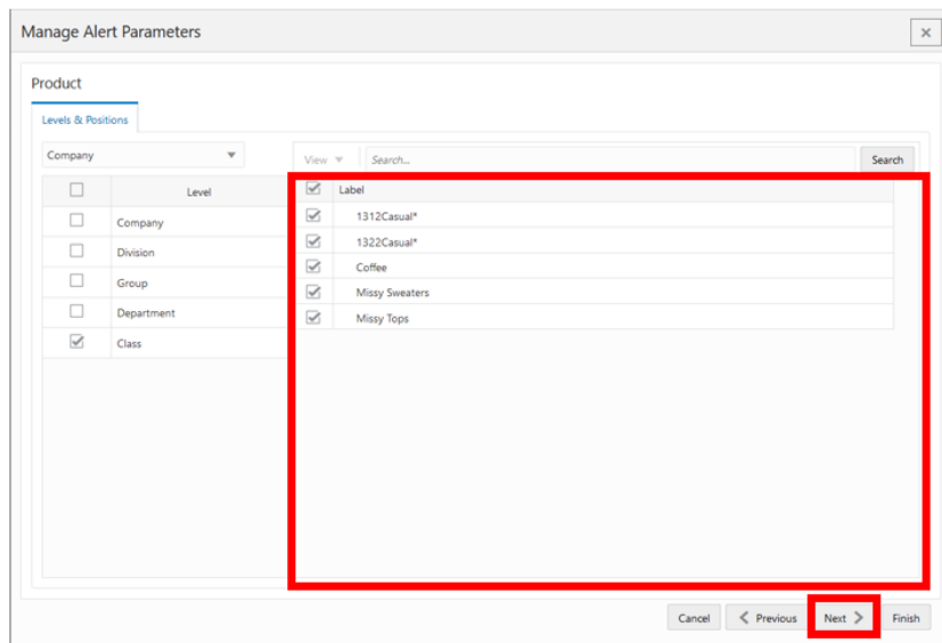 Manage Alert Parameters
Product
Levels & Positions
Company
View
Search...
Search
Level
Company
Division
Group
Department
Class
Label
1312Casual*
1322Casual*
Coffee
Missy Sweaters
Missy Tops
Cancel
Previous
Next
Finish